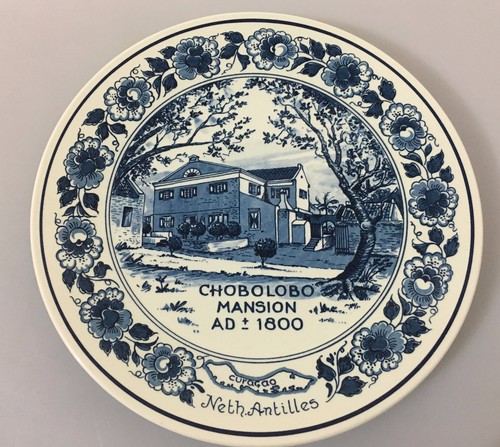 CHOBOLOBO
MANSION
AD ± 1800
Curaçao
Neth. Antilles